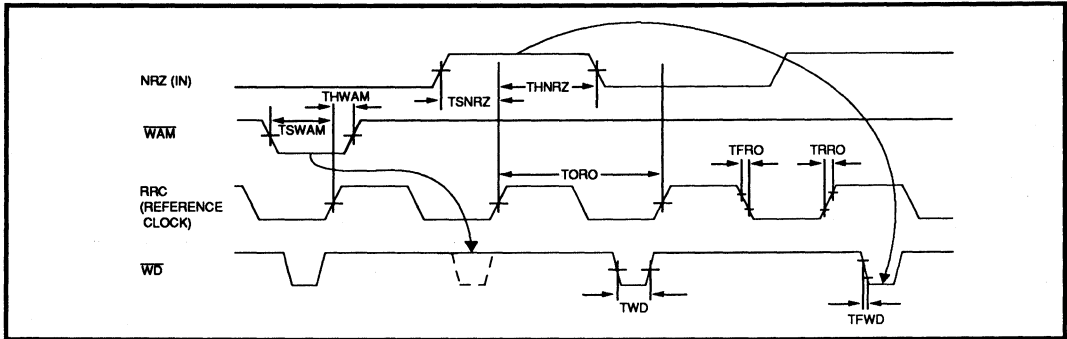 NRZ (IN)
TSNRZ
THNRZ
THWAM
WAM
TSWAM
TORO
TFRO
TRRO
RRC
(REFERENCE
CLOCK)
WD
TWD
TFWD